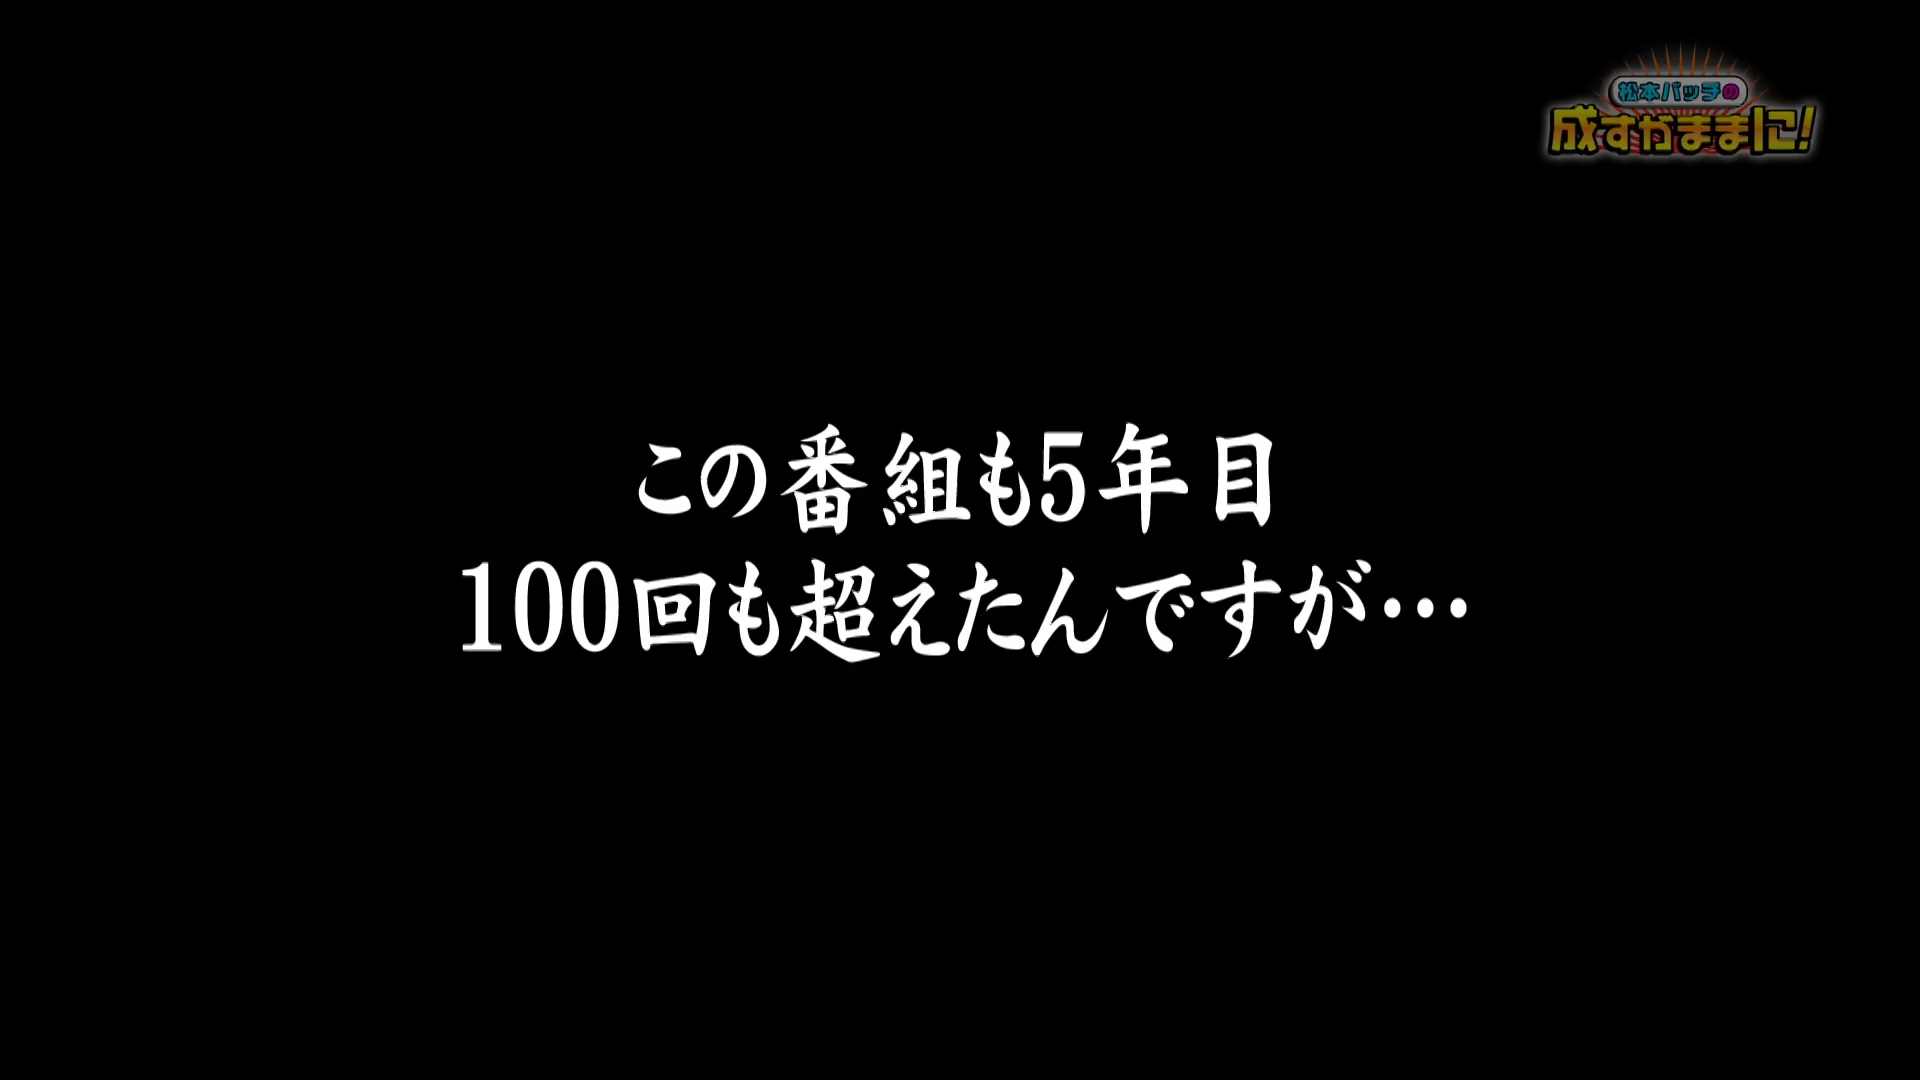 松本バッチの
成すがままに!
この番組も5年目
100回も超えたんですが…